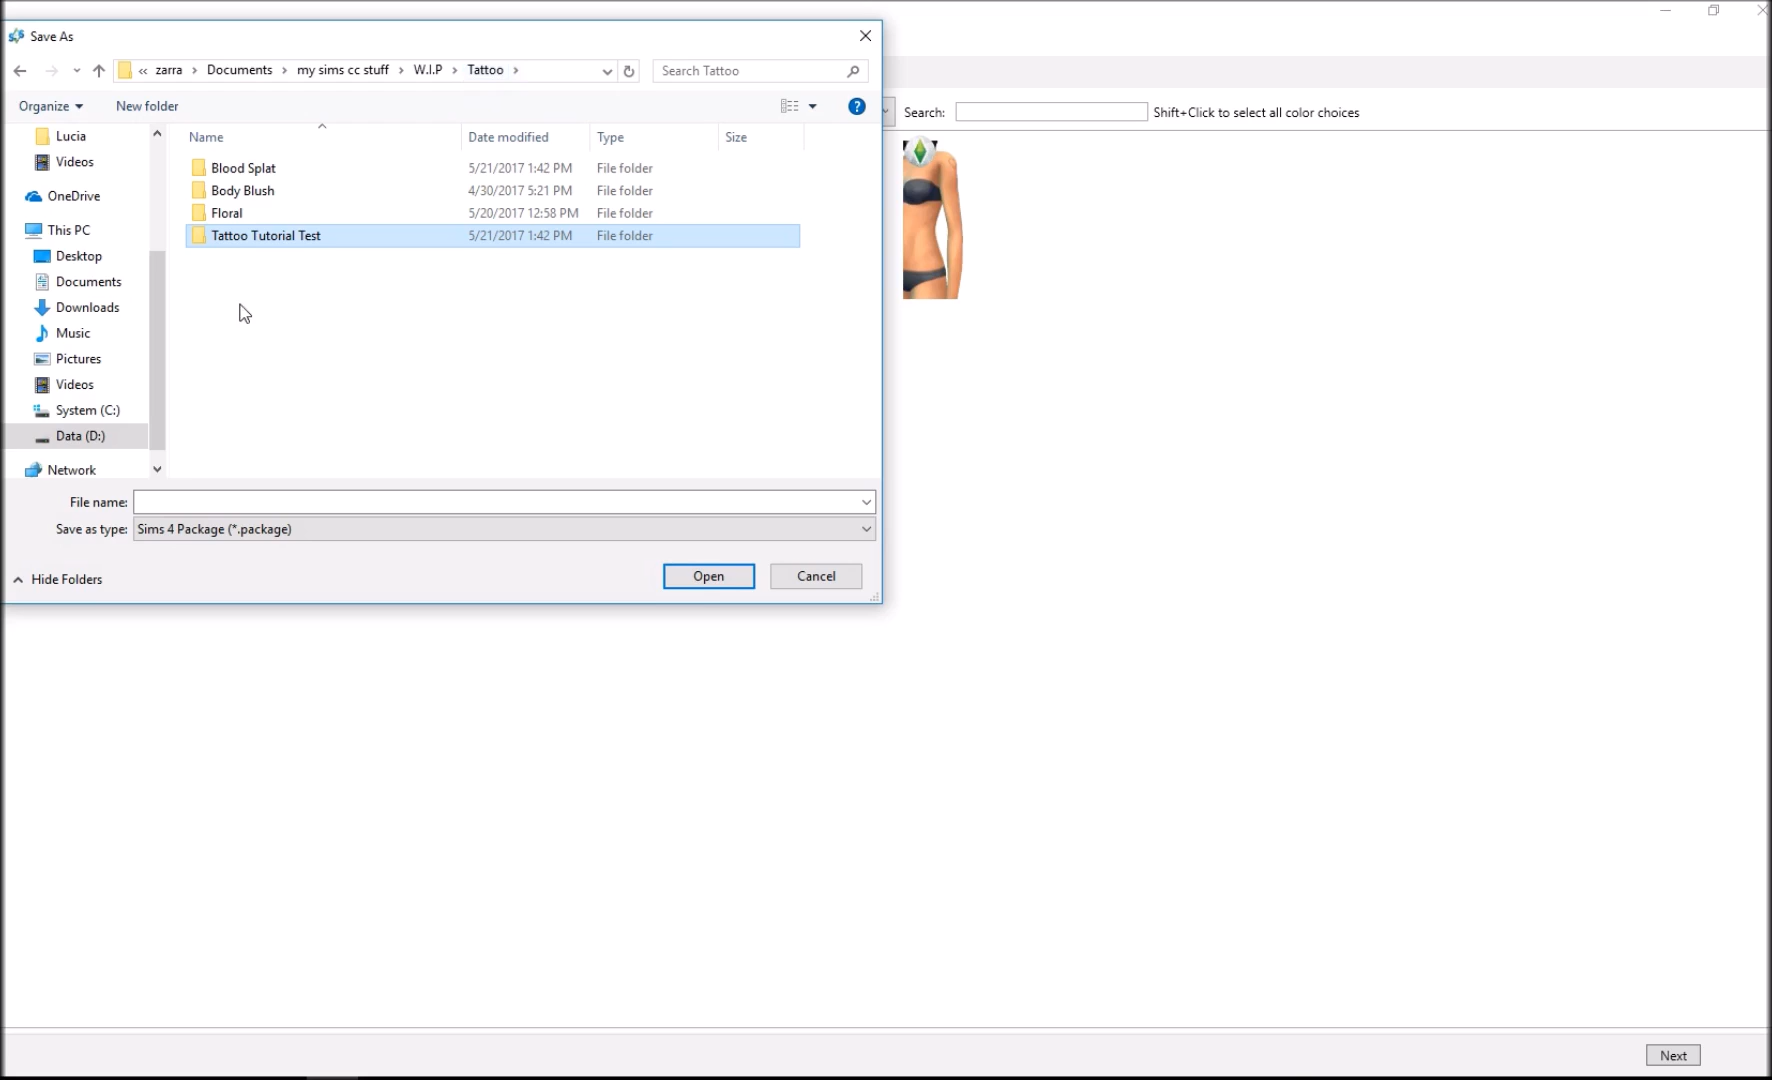 Save As
« zarra > Documents > my sims cc stuff > W.I.P > Tattoo >
Search Tattoo
Organize
New folder
?
Search:
Shift+Click to select all color choices
Lucia
Videos
OneDrive
This PC
Desktop
Documents
Downloads
Music
Pictures
Videos
System (C:)
Data (D:)
Network
Name Date modified Type Size
Blood Splat 5/21/2017 1:42 PM File folder
Body Blush 4/30/2017 5:21 PM File folder
Floral 5/20/2017 12:58 PM File folder
Tattoo Tutorial Test 5/21/2017 1:42 PM File folder
File name:
Save as type: Sims 4 Package (*.package)
Hide Folders
Open
Cancel
Next